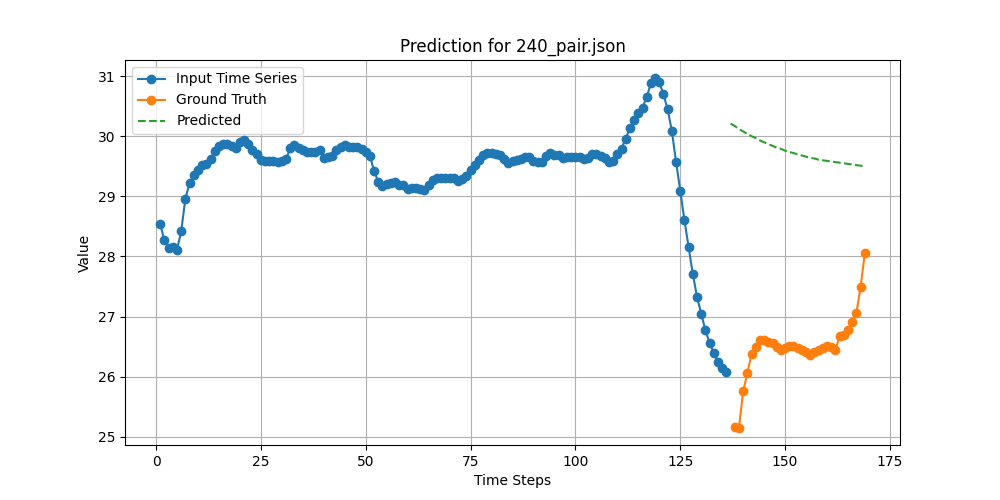 Prediction for 240_pair.json
Input Time Series
Ground Truth
Predicted
Value
31
30
29
28
27
26
25
0 25 50 75 100 125 150 175
Time Steps